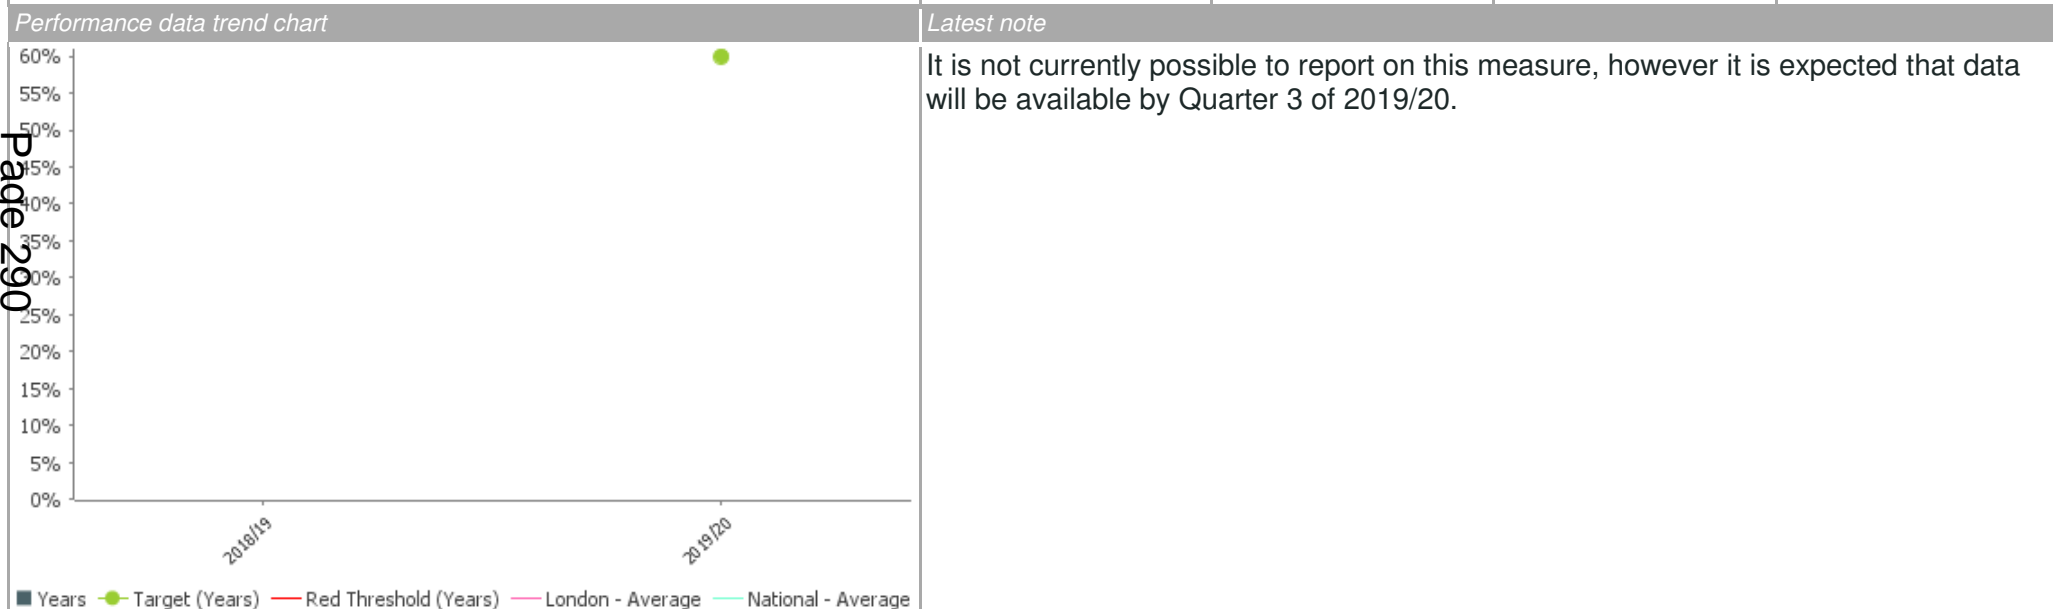 Performance data trend chart
Latest note
60%
55%
50%
45%
40%
35%
30%
25%
20%
15%
10%
5%
0%
2018/19
2019/20
Years
Target (Years)
Red Threshold (Years)
London - Average
National - Average
It is not currently possible to report on this measure, however it is expected that data
will be available by Quarter 3 of 2019/20.
Page 290